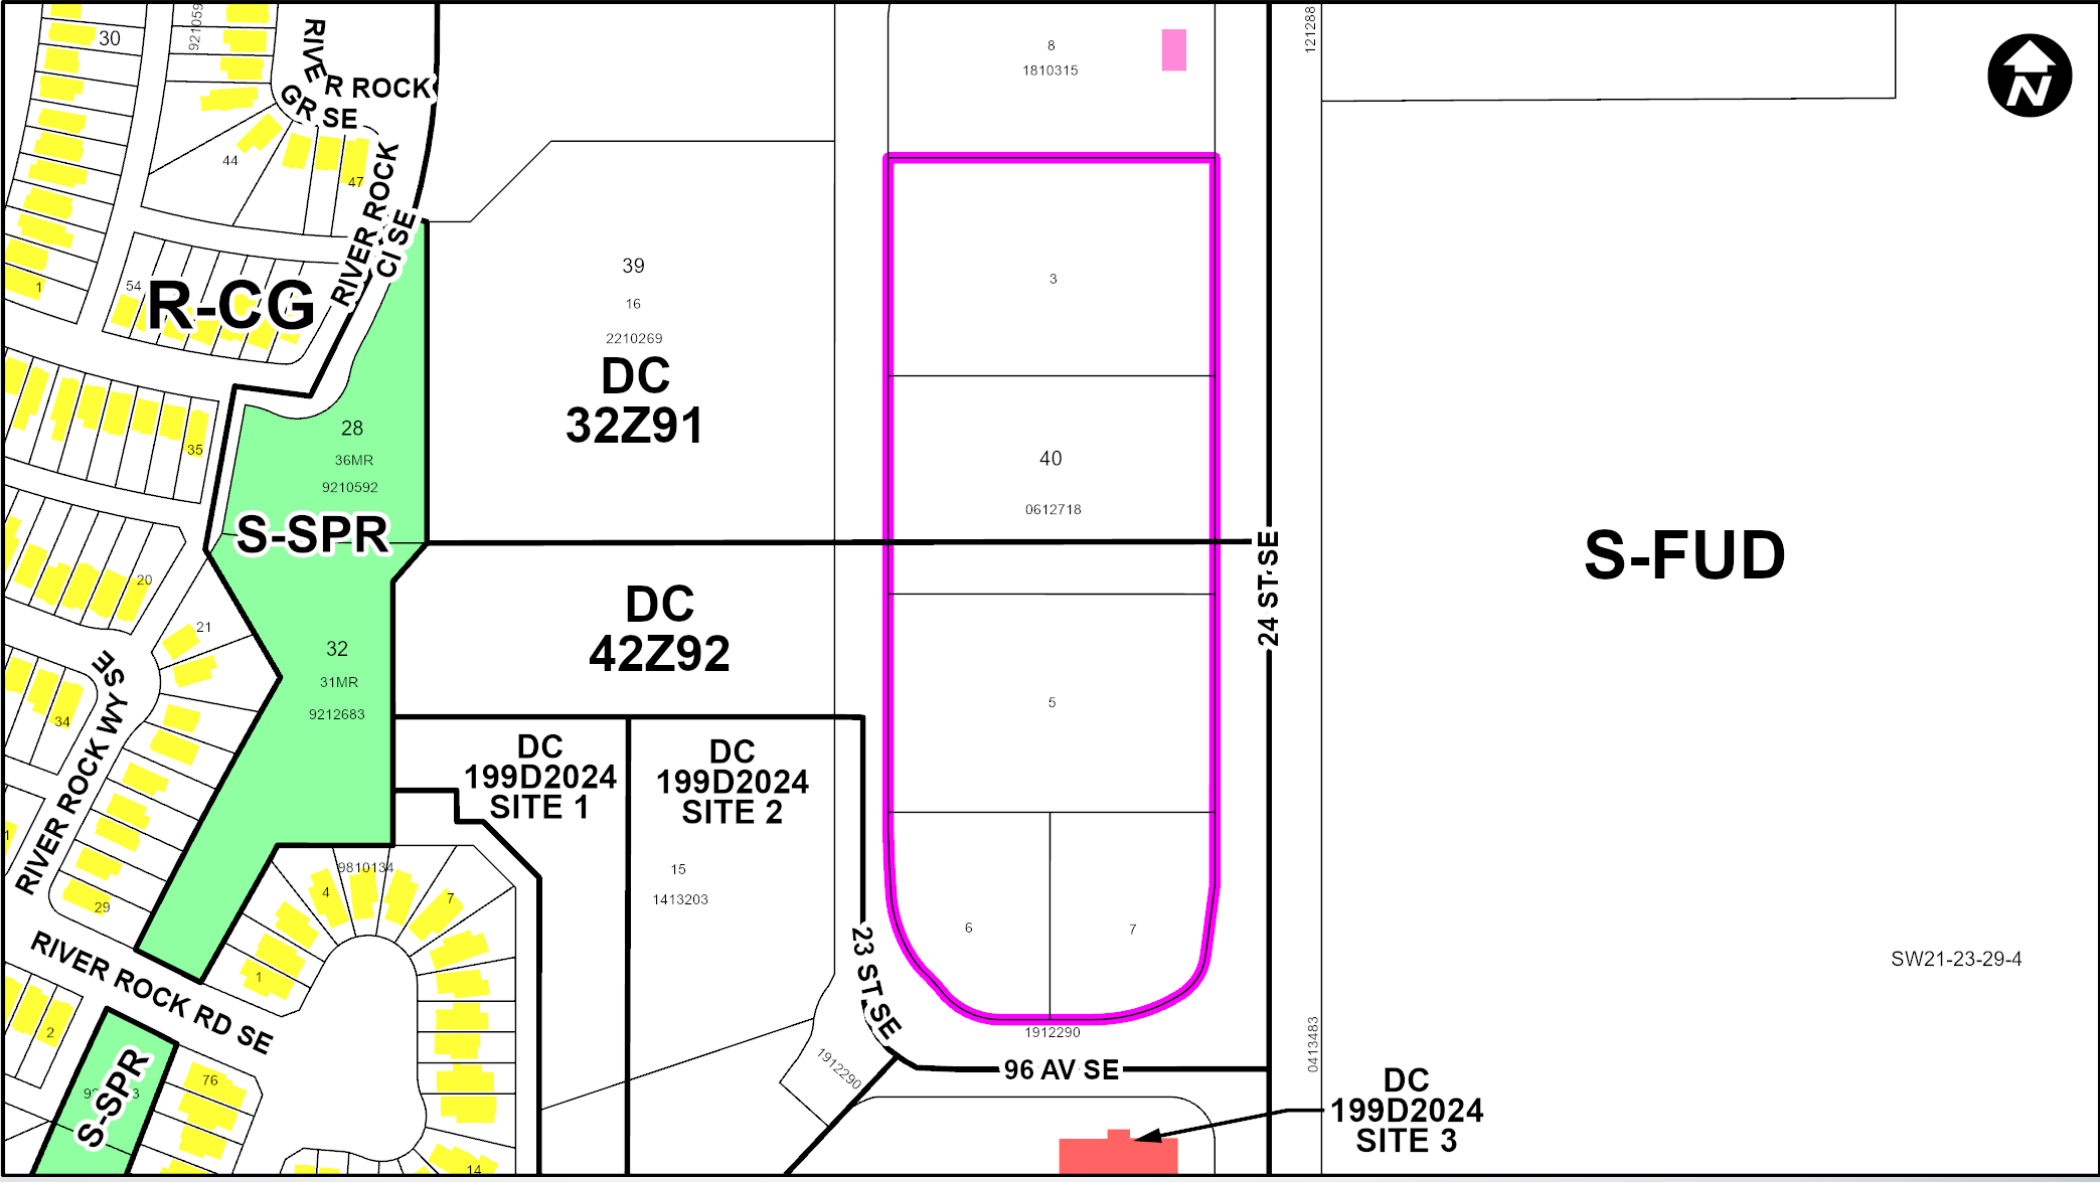 30
921059
RIVER ROCK
GR SE
44
47
RIVER ROCK
CI SE
8
1810315
121288
N
1
54
R-CG
39
16
2210269
DC
32Z91
3
28
36MR
9210592
35
S-SPR
40
0612718
24 ST SE
S-FUD
20
21
DC
42Z92
32
31MR
9212683
34
RIVER ROCK WY SE
5
DC
199D2024
SITE 1
DC
199D2024
SITE 2
15
1413203
1
29
9810134
4
7
1
23 ST SE
6
7
SW21-23-29-4
RIVER ROCK RD SE
2
1912290
1912290
96 AV SE
0413483
DC
199D2024
SITE 3
76
S-SPR
14